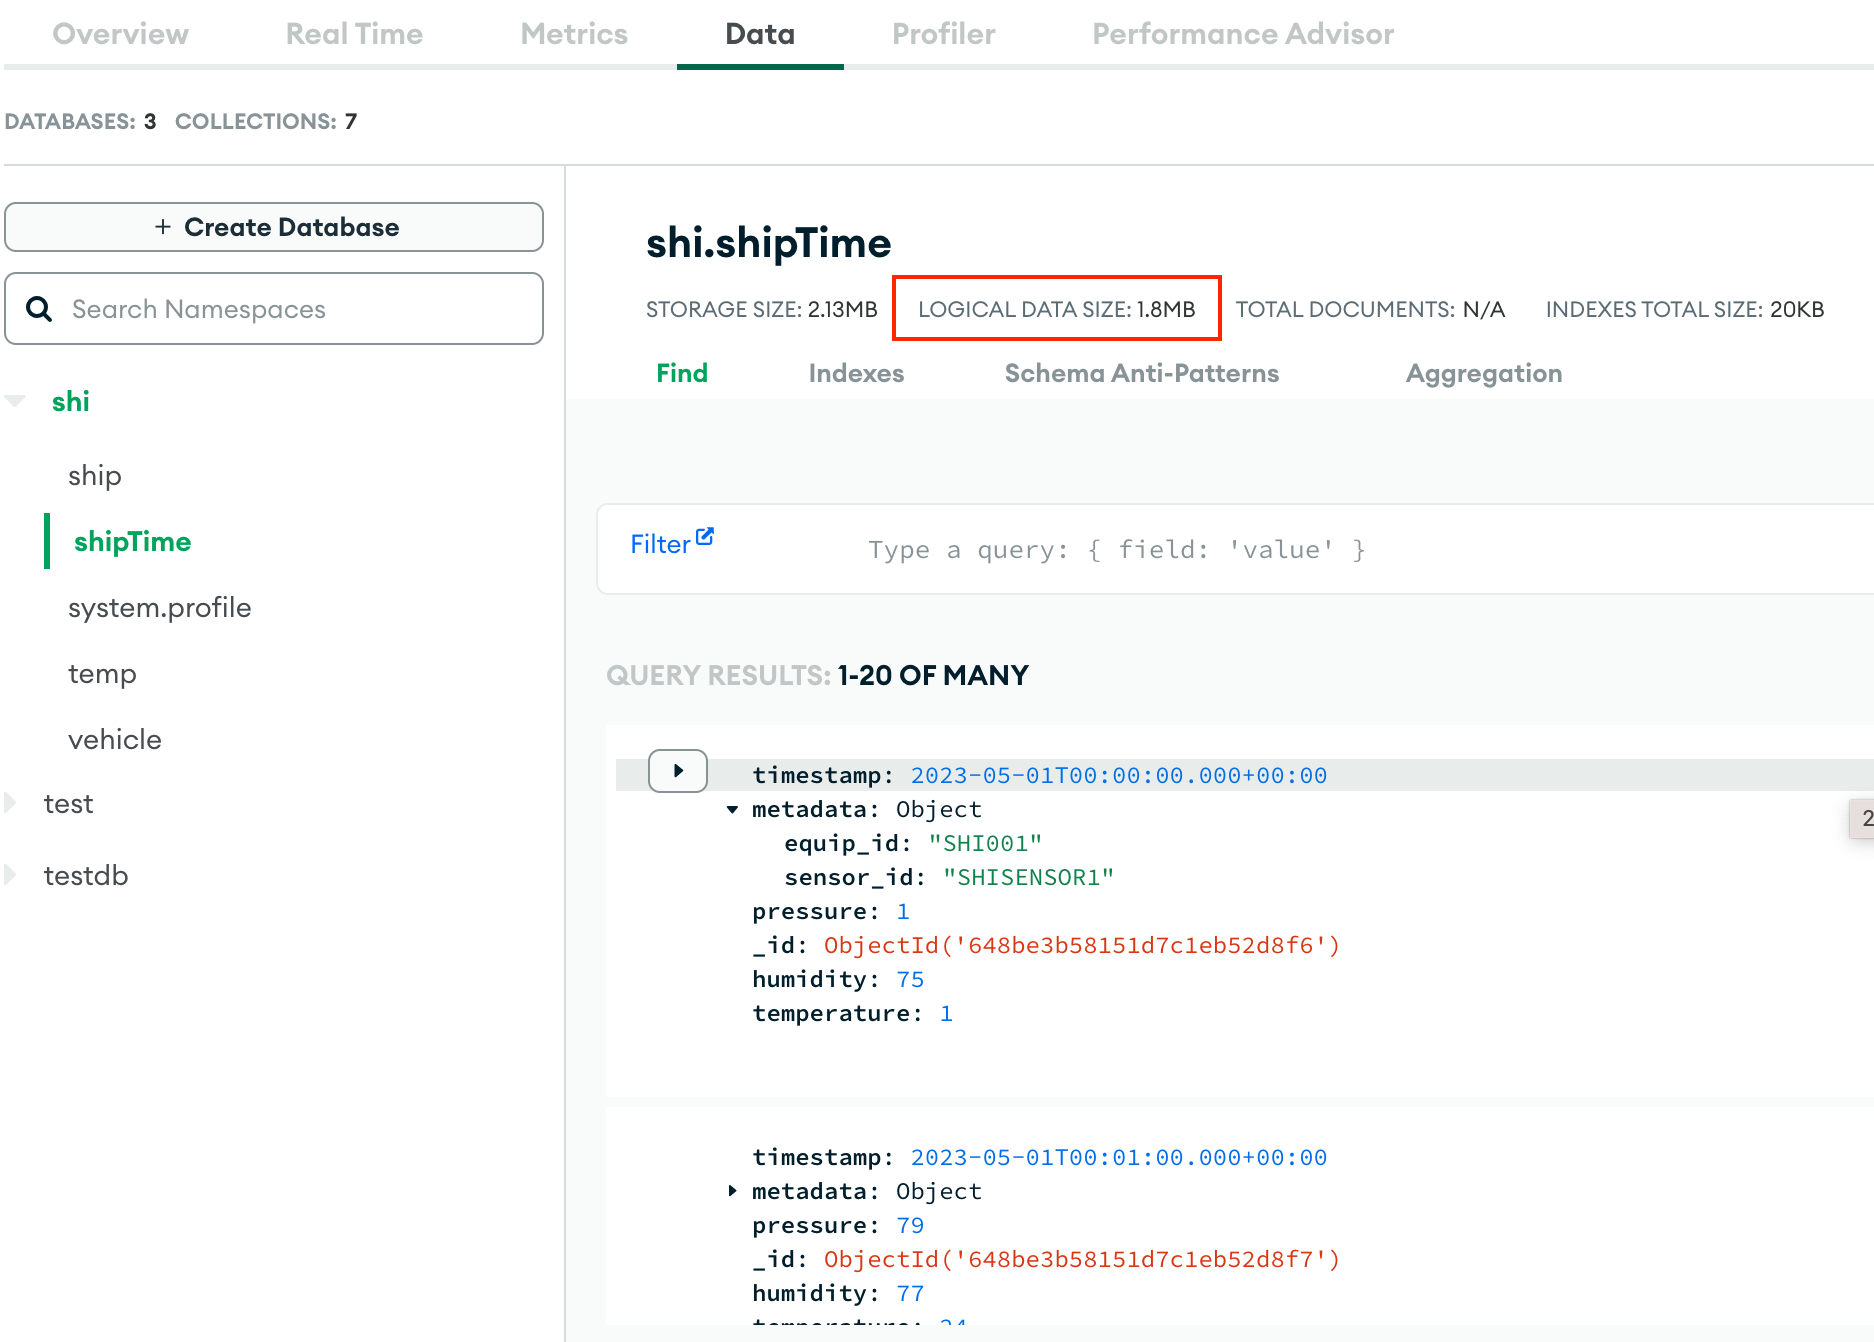 Overview Real Time Metrics Data Profiler Performance Advisor
DATABASES: 3 COLLECTIONS: 7
+ Create Database
Search Namespaces
shi
ship
shipTime
system.profile
temp
vehicle
test
testdb
shi.shipTime
STORAGE SIZE: 2.13MB LOGICAL DATA SIZE: 1.8MB TOTAL DOCUMENTS: N/A INDEXES TOTAL SIZE: 20KB
Find Indexes Schema Anti-Patterns Aggregation
Filter Type a query: { field: 'value' }
QUERY RESULTS: 1-20 OF MANY
timestamp: 2023-05-01T00:00:00.000+00:00
metadata: Object
equip_id: "SHI001"
sensor_id: "SHISENSOR1"
pressure: 1
_id: ObjectId('648be3b58151d7c1eb52d8f6')
humidity: 75
temperature: 1
2
timestamp: 2023-05-01T00:01:00.000+00:00
metadata: Object
pressure: 79
_id: ObjectId('648be3b58151d7c1eb52d8f7')
humidity: 77
temperature: